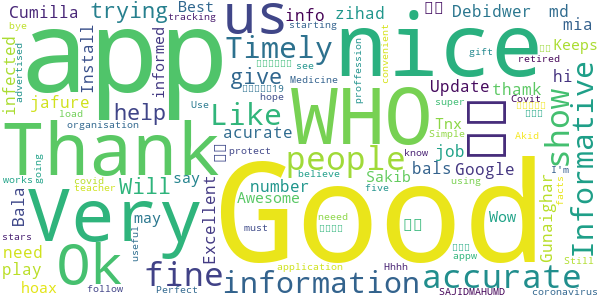 Cumilla
trying
Best
us
info
zihad
Debidwer
md
bye
tracking
starting
mia
advertised
infected
app
Install
informed
Timely
nice
Keeps
gift
retired
see
hi
jafure
give
Medicine
proffession
convenient
Update
thamk
load
help
19
hope
super
Covit
Use
Like
WHO
Tnx
Simple
show
Informative
organisation
acurate
Thank
protect
people
job
Google
Akid
know
going
covid
Will
say
number
believe
Sakib
bals
I'm
works
teacher
Awesome
five
using
Very
Bala
may
Excellent
Good
neeed
Wow
Gunaighar
facts
stars
useful
must
need
Ok
appw
Still
play
fine
information
accurate
hoax
application
Hhhh
follow
Perfect
SAJIDMAHUMD
coronavirus